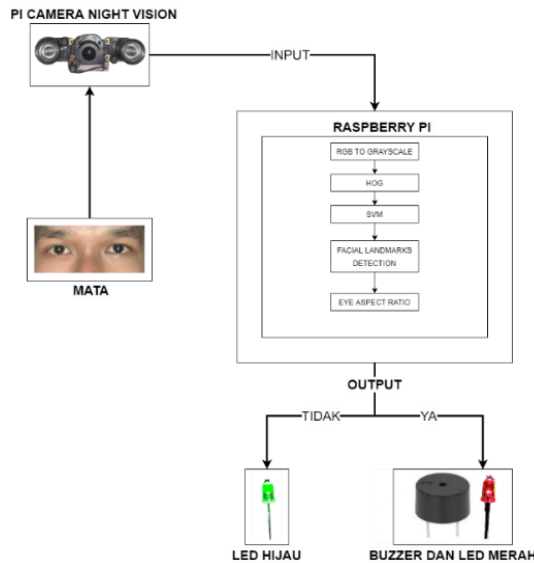 PI CAMERA NIGHT VISION
INPUT
RASPBERRY PI
RGB TO GRAYSCALE
HOG
SVM
FACIAL LANDMARKS
DETECTION
EYE ASPECT RATIO
MATA
OUTPUT
TIDAK
YA
LED HIJAU
BUZZER DAN LED MERAH